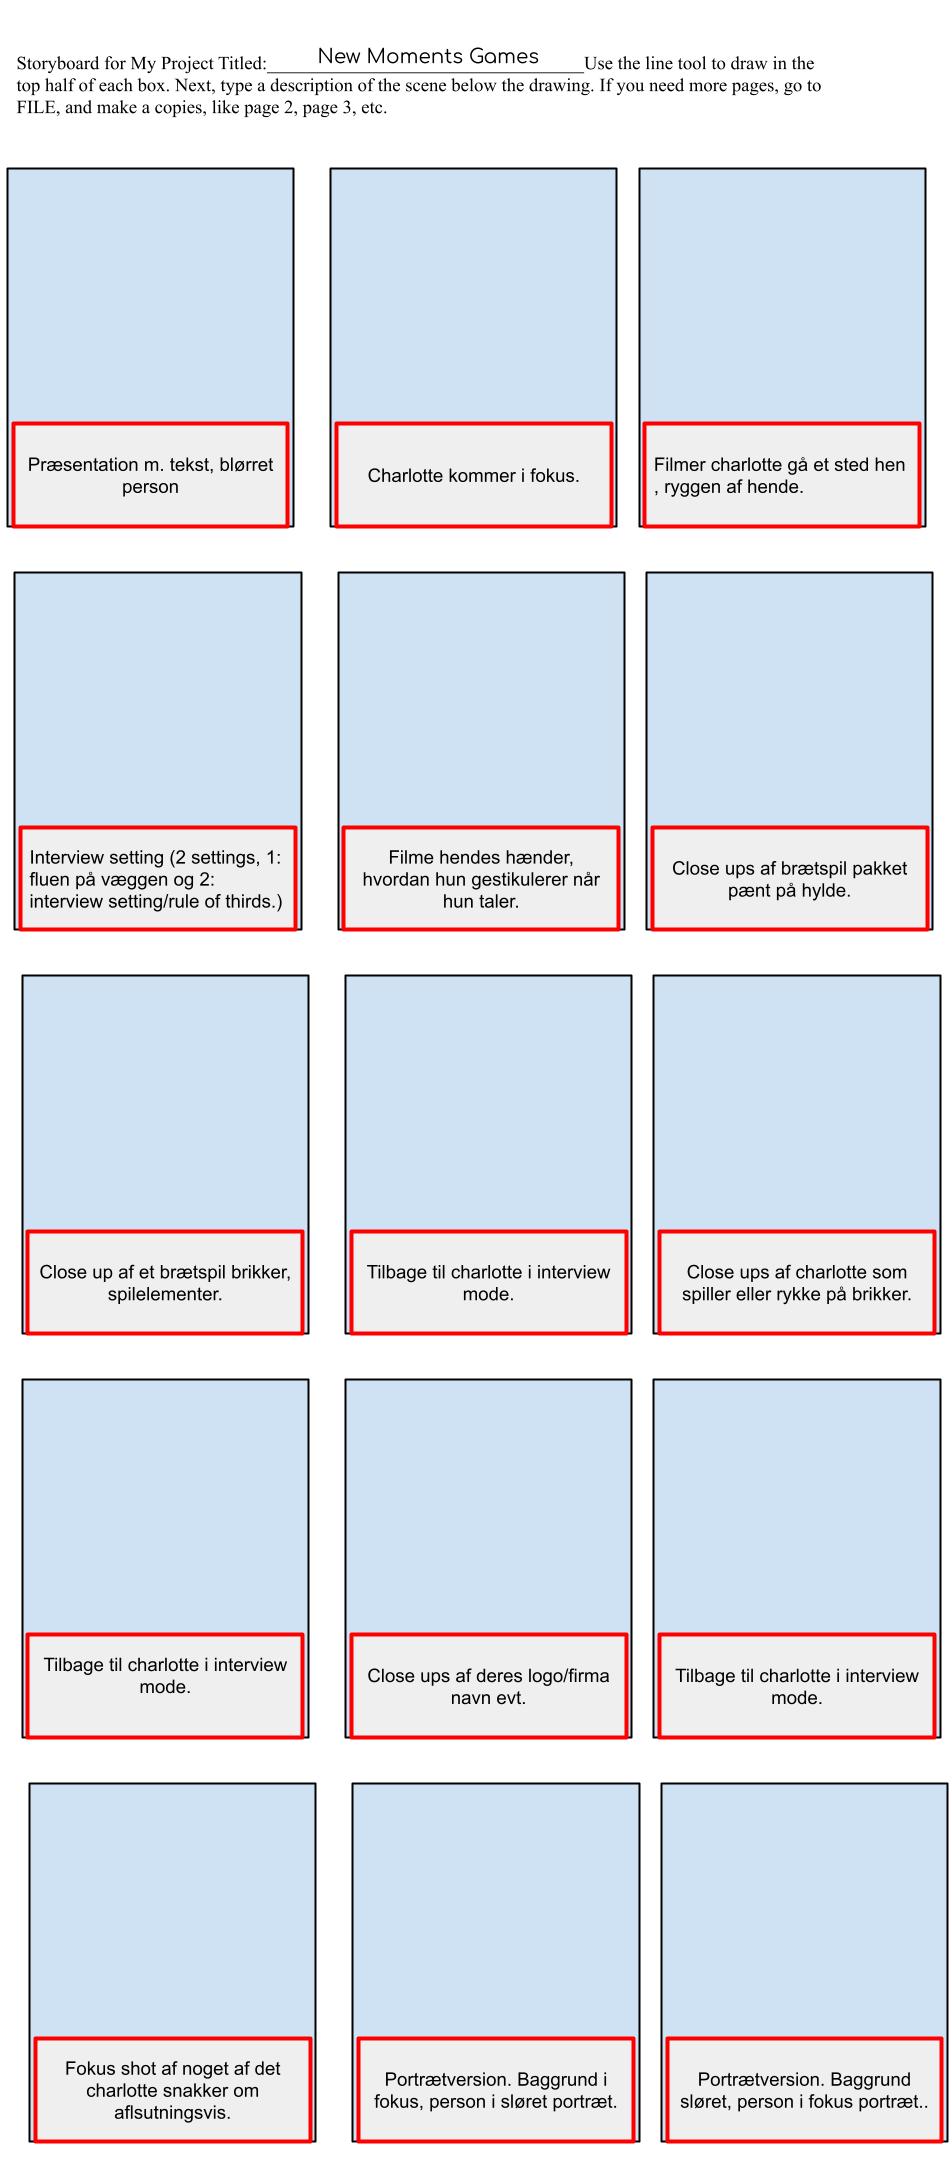 Storyboard for My Project Titled: New Moments Games Use the line tool to draw in the
top half of each box. Next, type a description of the scene below the drawing. If you need more pages, go to
FILE, and make a copies, like page 2, page 3, etc.
Præsentation m. tekst, blørret
person
Charlotte kommer i fokus.
Filmer charlotte gå et sted hen
, ryggen af hende.
Interview setting (2 settings, 1:
fluen på væggen og 2:
interview setting/rule of thirds.)
Filme hendes hænder,
hvordan hun gestikulerer når
hun taler.
Close ups af brætspil pakket
pænt på hylde.
Close up af et brætspil brikker,
spilelementer.
Tilbage til charlotte i interview
mode.
Close ups af charlotte som
spiller eller rykke på brikker.
Tilbage til charlotte i interview
mode.
Close ups af deres logo/firma
navn evt.
Tilbage til charlotte i interview
mode.
Fokus shot af noget af det
charlotte snakker om
aflsutningsvis.
Portrætversion. Baggrund i
fokus, person i sløret portræt.
Portrætversion. Baggrund
sløret, person i fokus portræt..